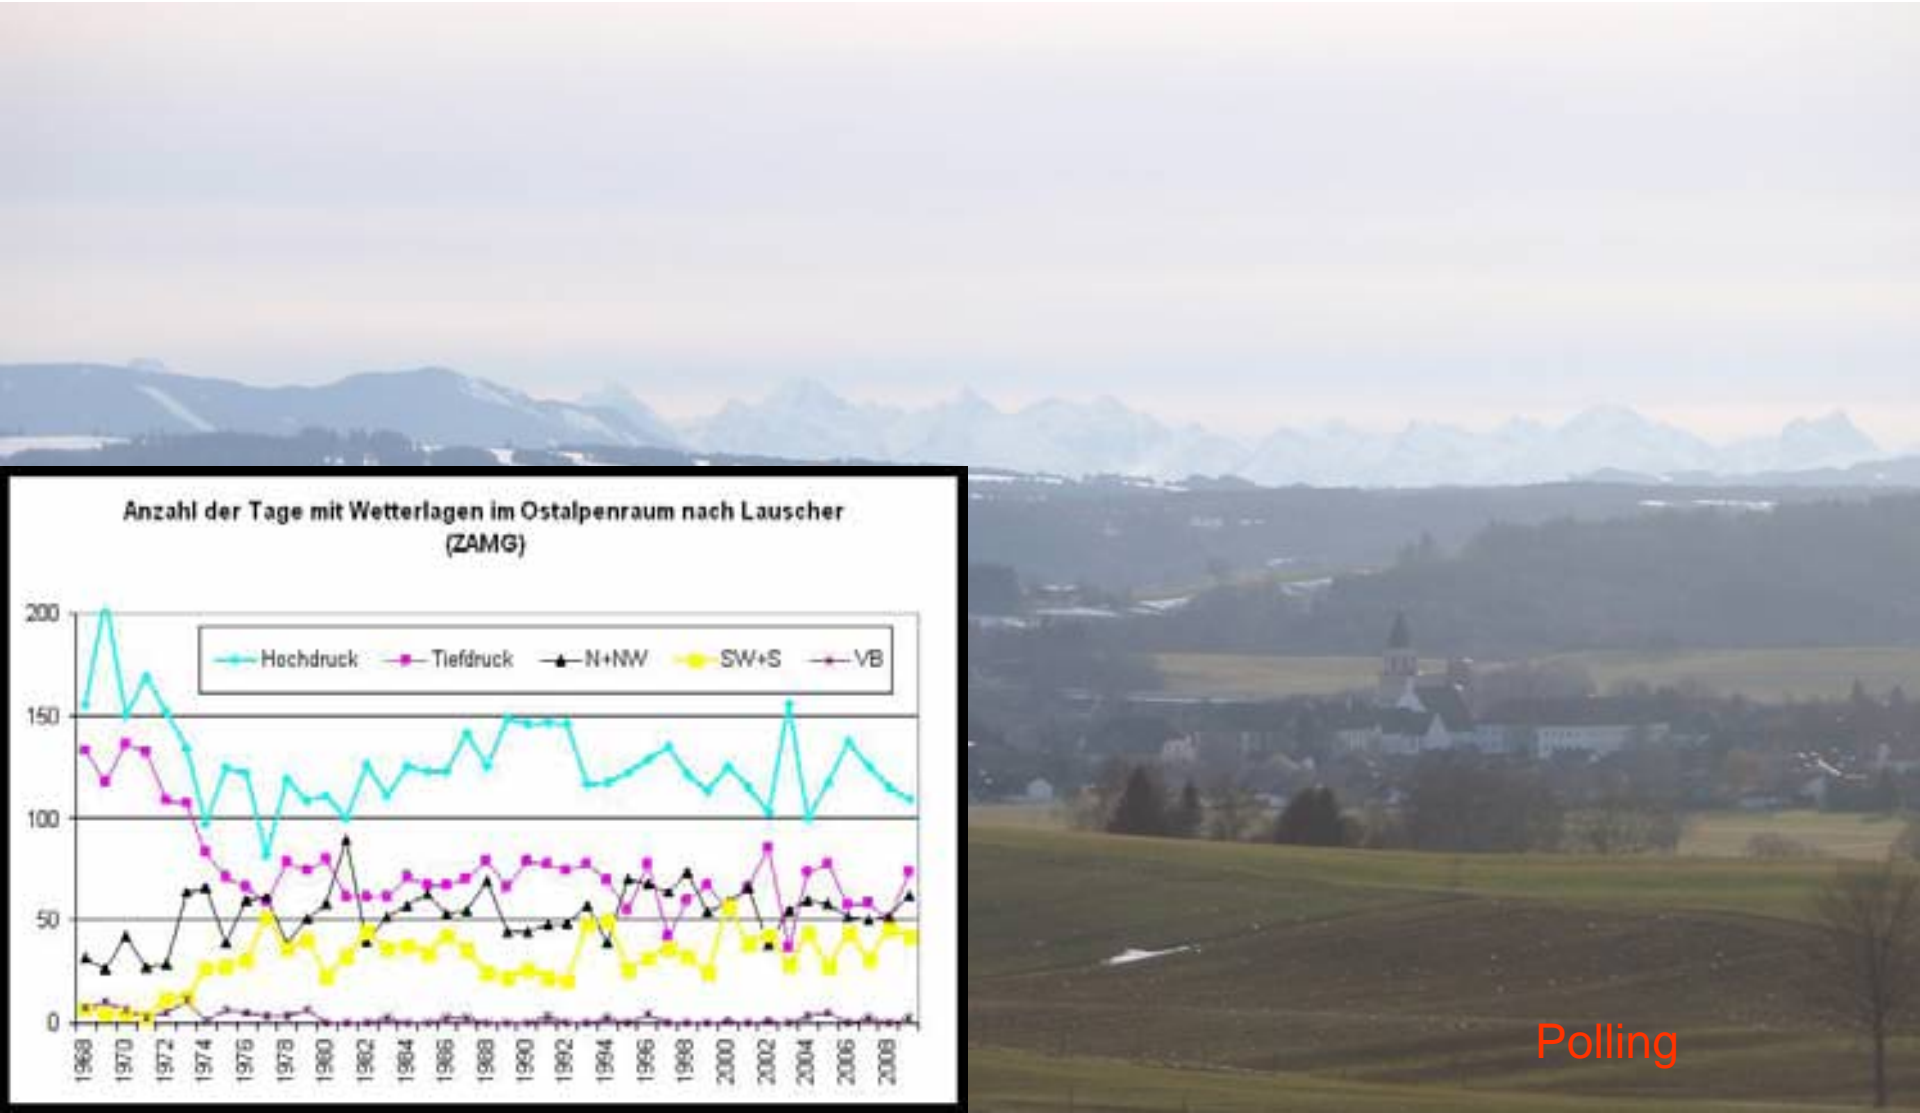 Anzahl der Tage mit Wetterlagen im Ostalpenraum nach Lauscher
(ZAMG)
200
Hochdruck Tiefdruck N+NW SW+S VB
150
100
50
0
1968 1970 1972 1974 1976 1978 1980 1982 1984 1986 1988 1990 1992 1994 1996 1998 2000 2002 2004 2006 2008
Polling